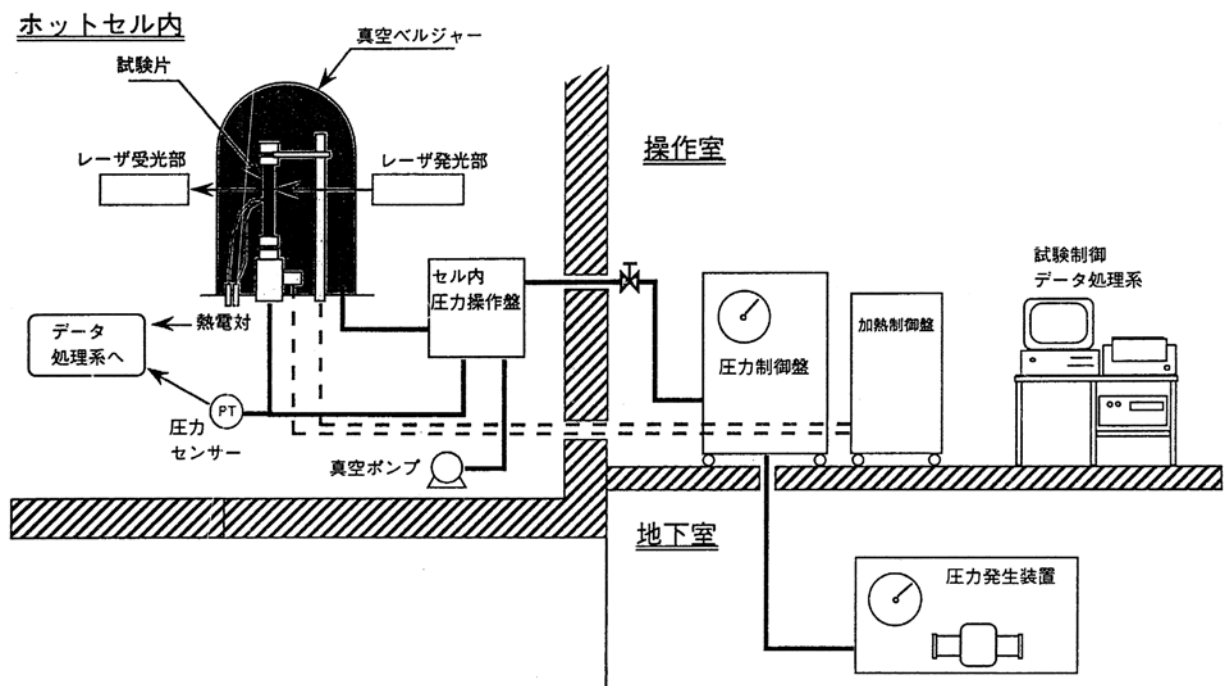 ホットセル内
真空ベルジャー
試験片
レーザ受光部
レーザ発光部
操作室
セル内
圧力操作盤
試験制御
データ処理系
熱電対
データ
処理系へ
加熱制御盤
圧力制御盤
PT
圧力
センサー
真空ポンプ
地下室
圧力発生装置